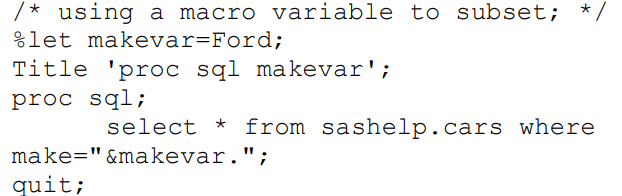 /* using a macro variable to subset; */
%let makevar=Ford;
Title 'proc sql makevar';
proc sql;
select * from sashelp.cars where
make="&makevar.";
quit;